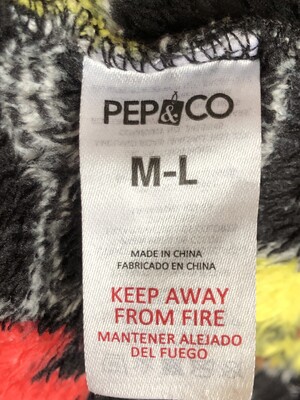 PEP&CO
M-L
MADE IN CHINA
FABRICADO EN CHINA
KEEP AWAY
FROM FIRE
MANTENER ALEJADO
DEL FUEGO